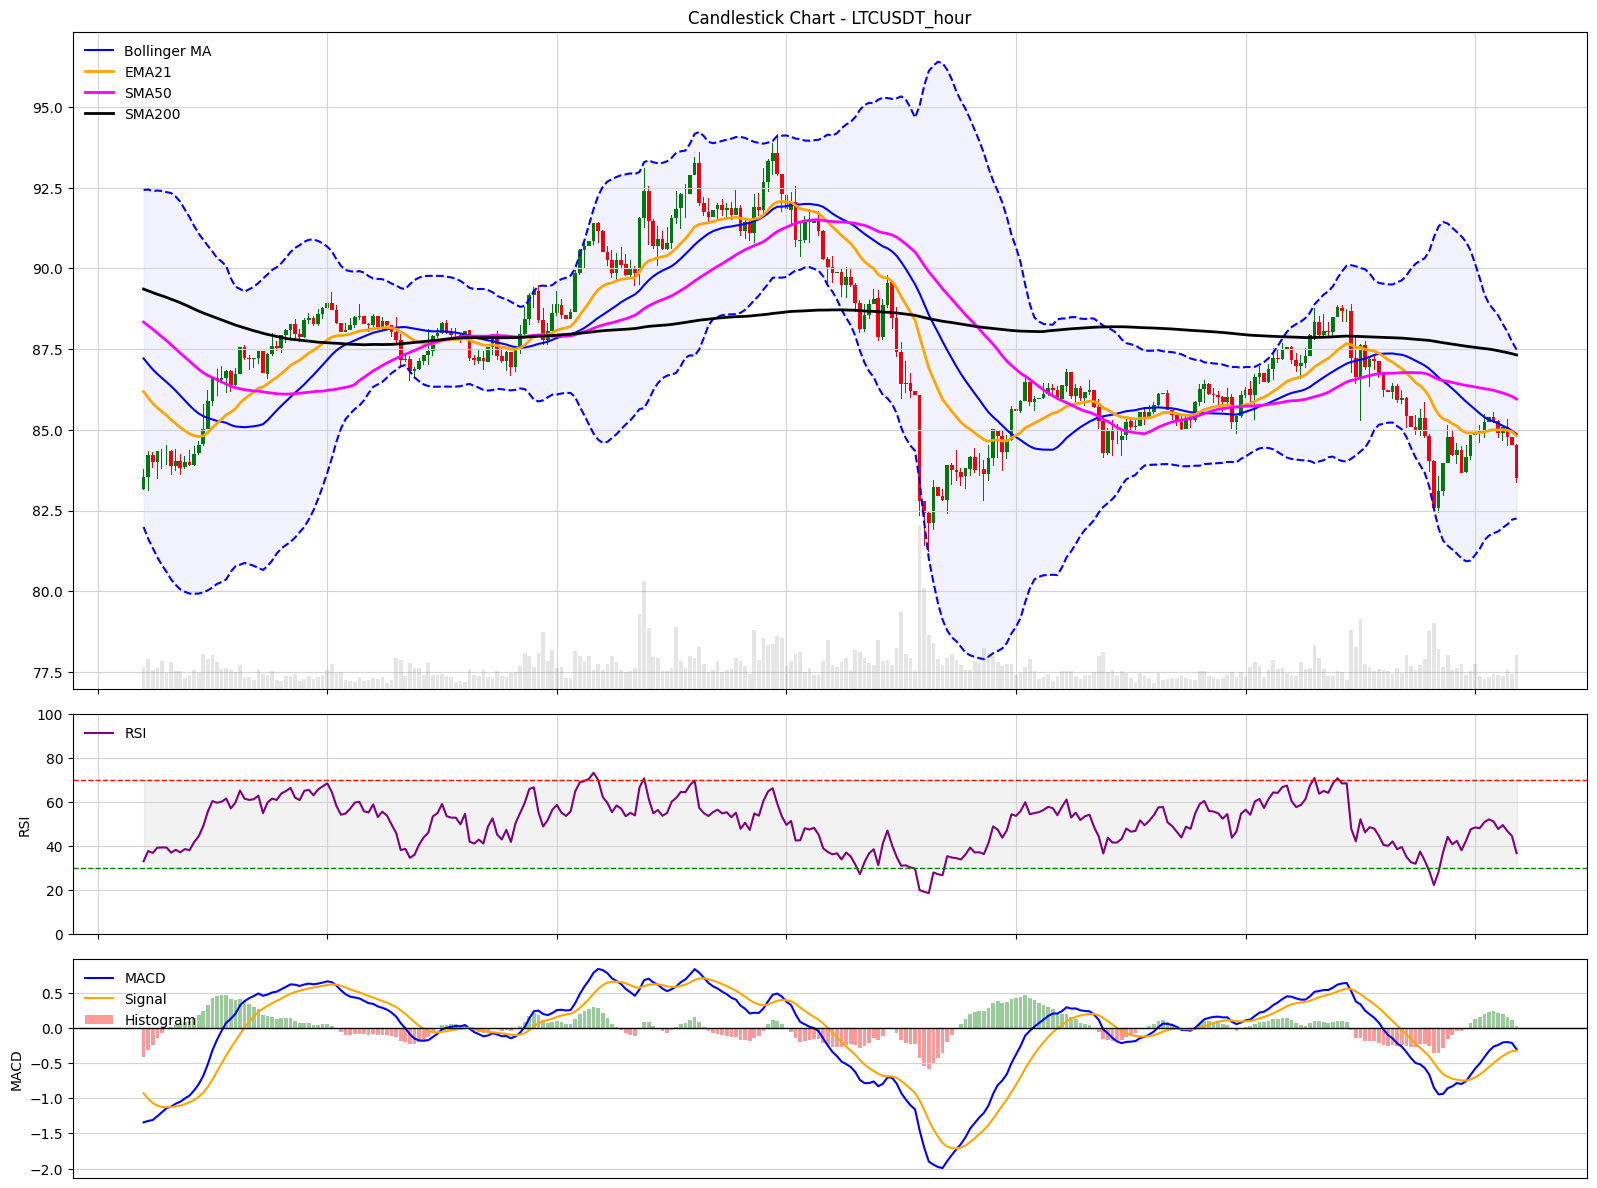 Candlestick Chart - LTCUSDT_hour
Bollinger MA
EMA21
SMA50
SMA200
95.0
92.5
90.0
87.5
85.0
82.5
80.0
77.5
RSI
100
80
60
40
20
0
RSI
MACD
Signal
Histogram
0.5
0.0
−0.5
−1.0
−1.5
−2.0
MACD